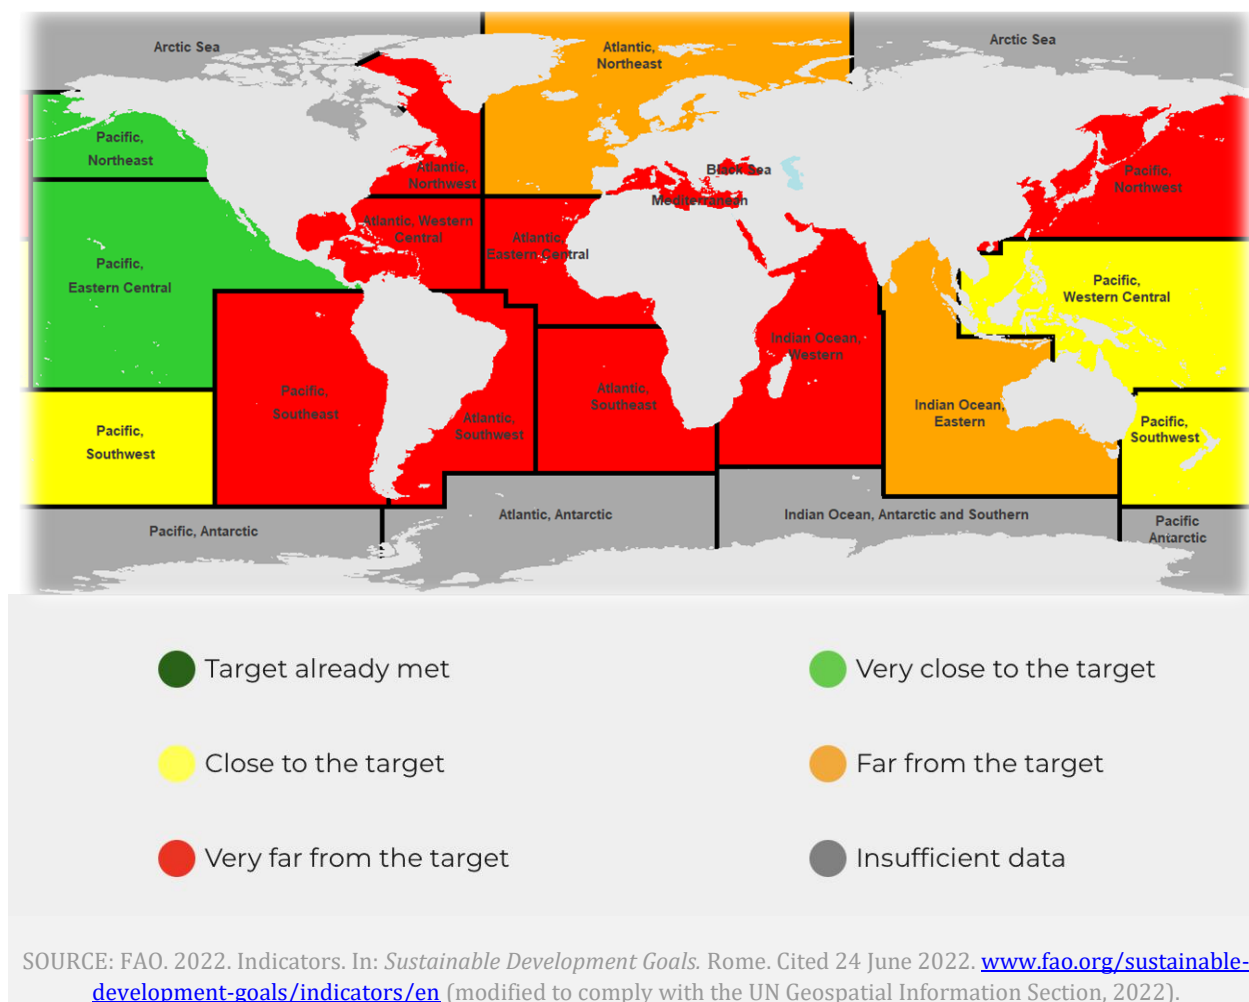 Arctic Sea
Atlantic,
Northeast
Arctic Sea
Pacific,
Northeast
Atlantic,
Northwest
Black Sea
Mediterranean
Pacific,
Northwest
Atlantic, Western
Central
Atlantic,
Eastern Central
Pacific,
Eastern Central
Pacific,
Western Central
Indian Ocean,
Western
Pacific,
Southeast
Atlantic,
Southeast
Atlantic,
Southwest
Indian Ocean,
Eastern
Pacific,
Southwest
Pacific,
Southwest
Pacific, Antarctic
Atlantic, Antarctic
Indian Ocean, Antarctic and Southern
Pacific
Antarctic
Target already met
Very close to the target
Close to the target
Far from the target
Very far from the target
Insufficient data
SOURCE: FAO. 2022. Indicators. In: Sustainable Development Goals. Rome. Cited 24 June 2022. www.fao.org/sustainable-
development-goals/indicators/en (modified to comply with the UN Geospatial Information Section, 2022).